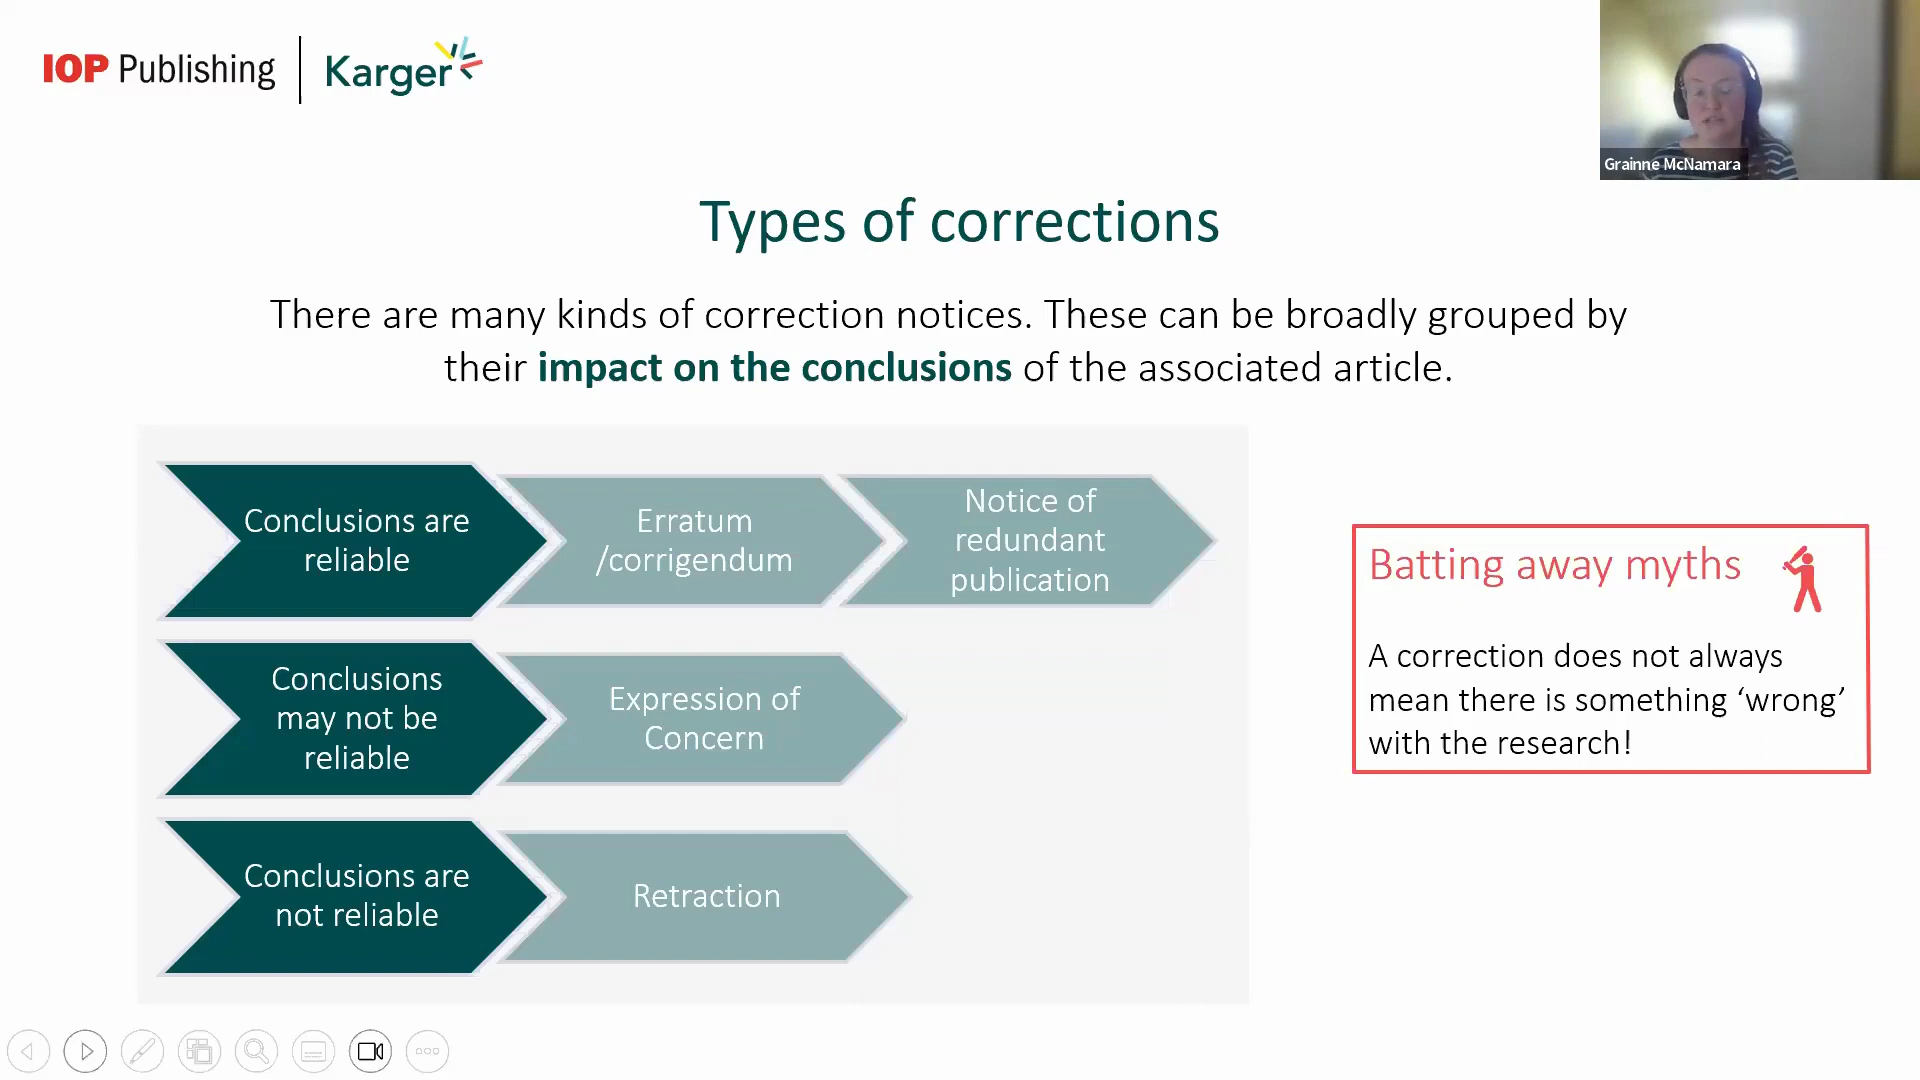 IOP Publishing
Karger
Grainne McNamara
Types of corrections
There are many kinds of correction notices. These can be broadly grouped by
their impact on the conclusions of the associated article.
Conclusions are
reliable
Erratum
/corrigendum
Notice of
redundant
publication
Conclusions
may not be
reliable
Expression of
Concern
Conclusions are
not reliable
Retraction
Batting away myths
A correction does not always
mean there is something ‘wrong’
with the research!